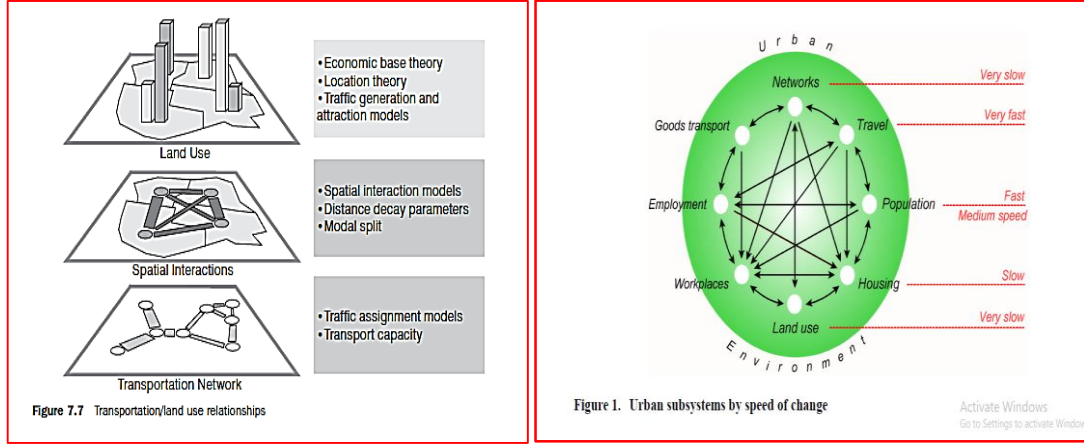 • Economic base theory
• Location theory
• Traffic generation and
attraction models
Land Use
• Spatial interaction models
• Distance decay parameters
• Modal split
Spatial Interactions
• Traffic assignment models
• Transport capacity
Transportation Network
Figure 7.7 Transportation/land use relationships
Urban
Networks
Very slow
Goods transport
Travel
Very fast
Employment
Population
Fast
Medium speed
Workplaces
Housing
Slow
Land use
Very slow
Environment
Figure 1. Urban subsystems by speed of change
Activate Windows
Go to Settings to activate Window